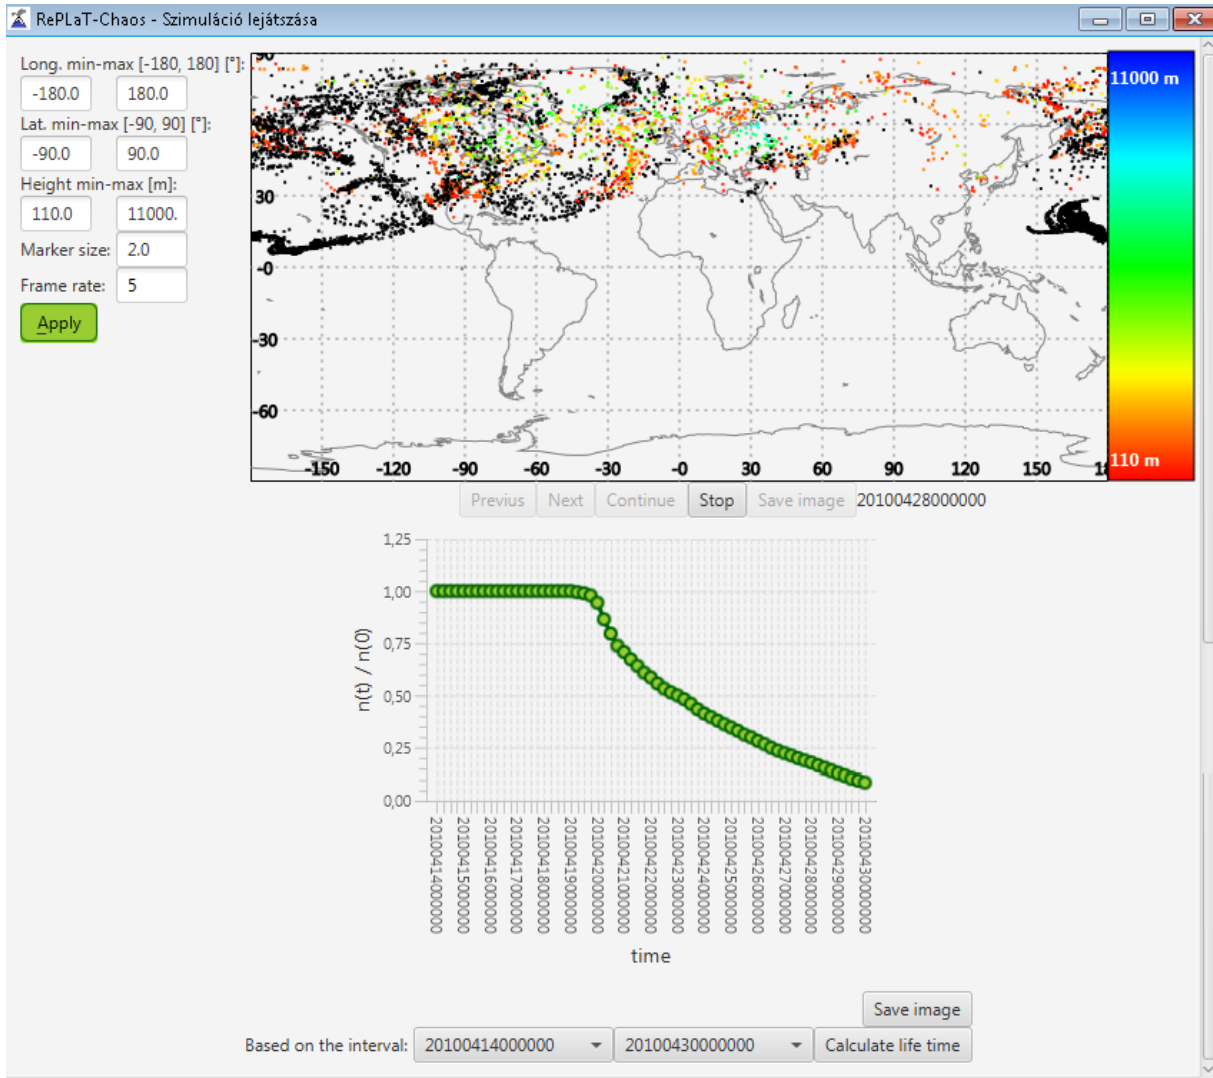 RePLaT-Chaos - Szimuláció lejátszása
Long. min-max [-180, 180] [°]:
-180.0 180.0
Lat. min-max [-90, 90] [°]:
-90.0 90.0
Height min-max [m]:
110.0 11000.
Marker size: 2.0
Frame rate: 5
Apply
90
30
-0
-30
-60
-150 -120 -90 -60 -30 -0 30 60 90 120 150 18
11000 m
110 m
Previus Next Continue Stop Save image 20100428000000
1,25
1,00
0,75
0,50
0,25
0,00
n(t) / n(0)
20100414000000
20100415000000
20100416000000
20100417000000
20100418000000
20100419000000
20100420000000
20100421000000
20100422000000
20100423000000
20100424000000
20100425000000
20100426000000
20100427000000
20100428000000
20100429000000
20100430000000
time
Save image
Based on the interval: 20100414000000 20100430000000 Calculate life time